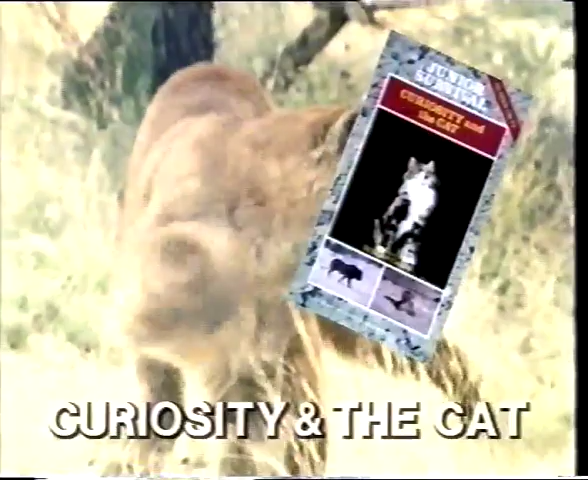 JUNIOR
SURVIVAL
CURIOSITY and
the CAT
CURIOSITY & THE CAT